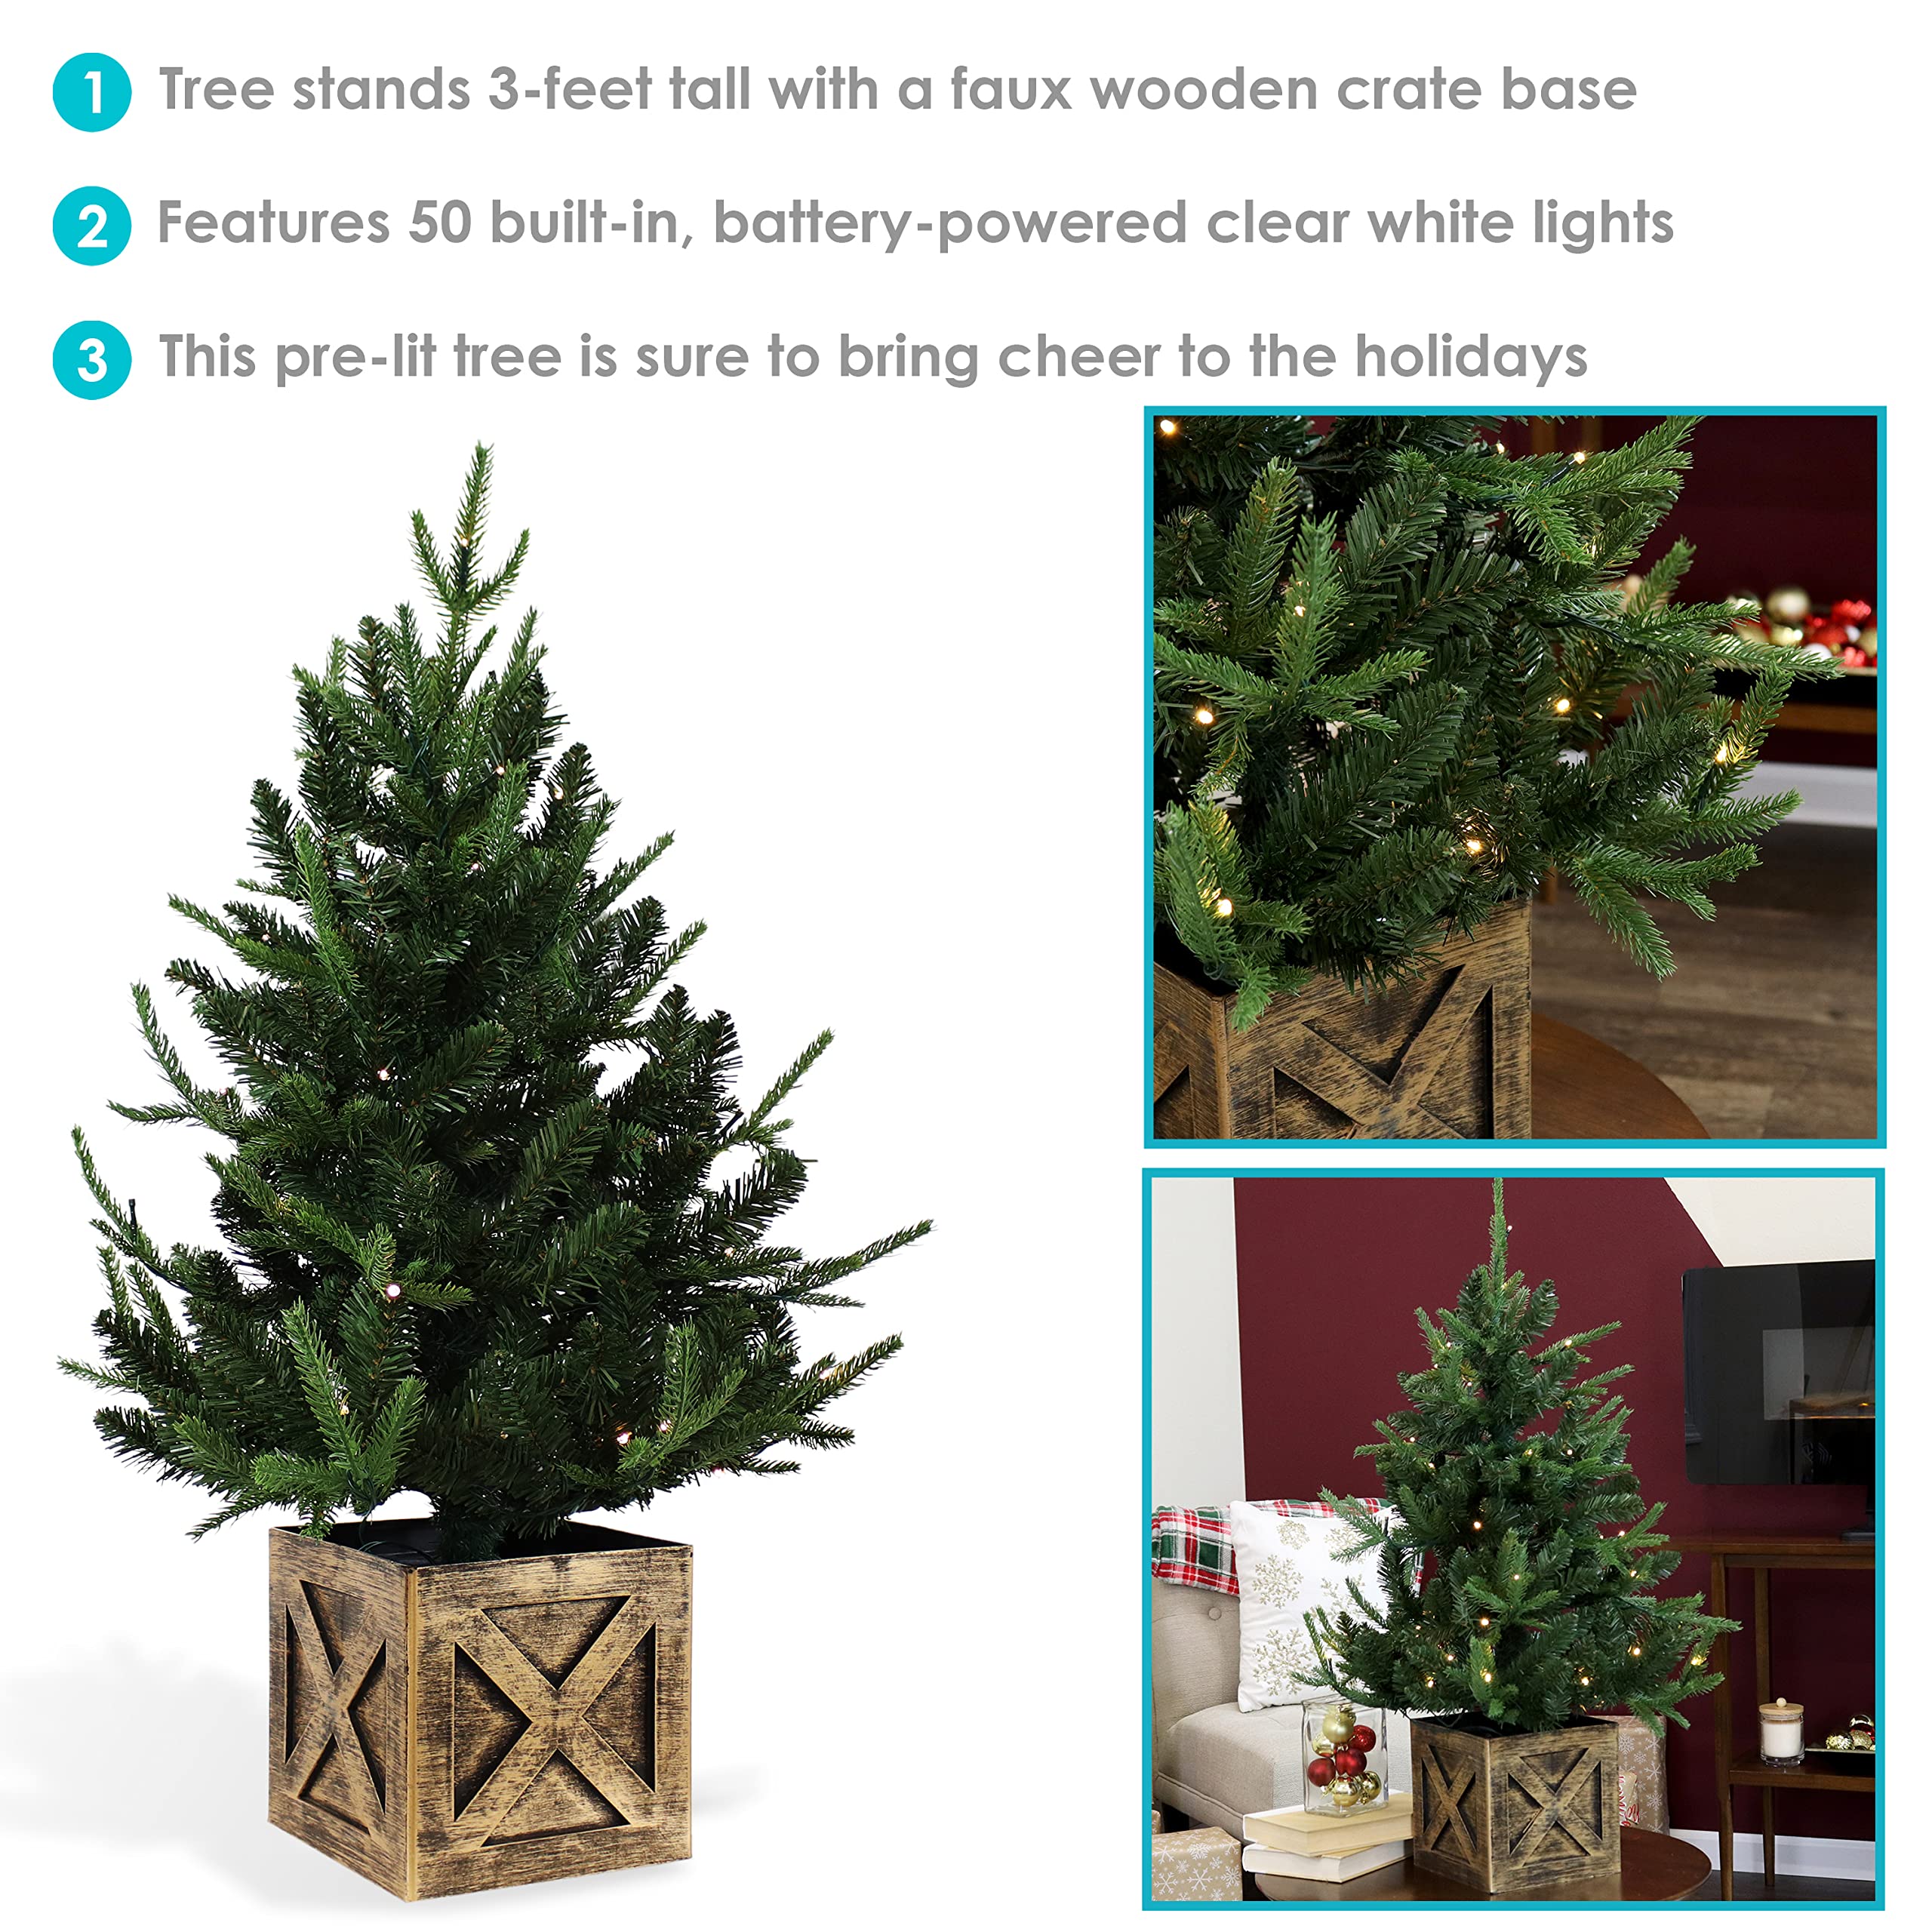 1 Tree stands 3-feet tall with a faux wooden crate base
2 Features 50 built-in, battery-powered clear white lights
3 This pre-lit tree is sure to bring cheer to the holidays